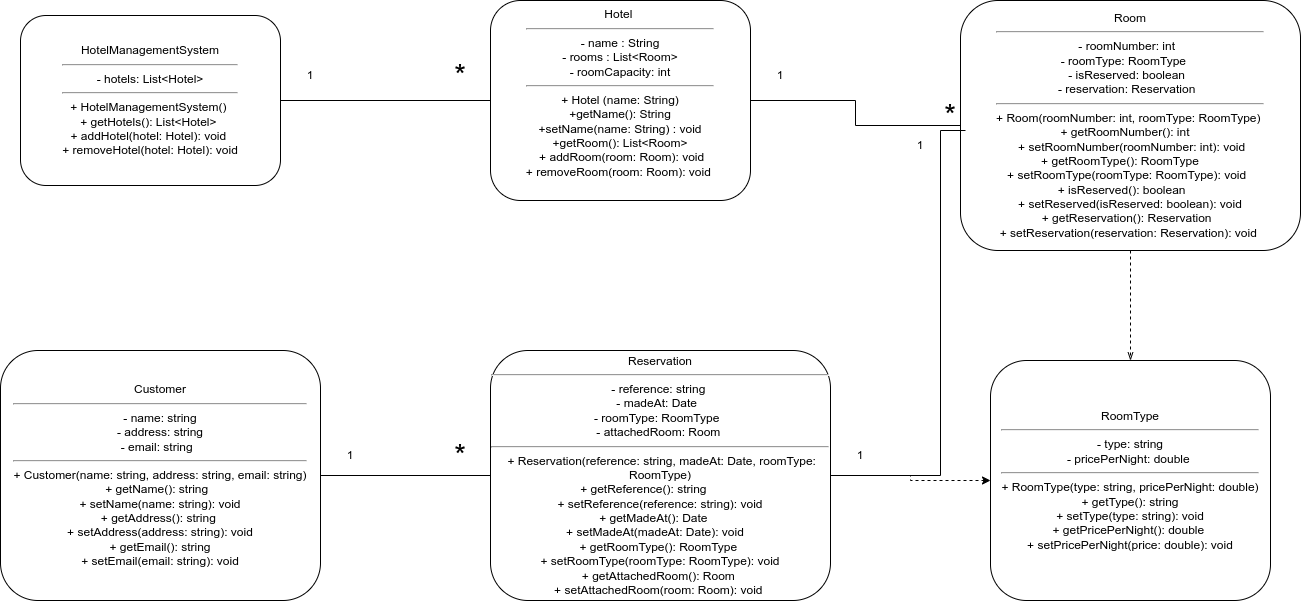 HotelManagementSystem
- hotels: List<Hotel>
+ HotelManagementSystem()
+ getHotels(): List<Hotel>
+ addHotel(hotel: Hotel): void
+ removeHotel(hotel: Hotel): void
1
*
Hotel
- name : String
- rooms : List<Room>
- roomCapacity: int
+ Hotel (name: String)
+getName(): String
+setName(name: String) : void
+getRoom(): List<Room>
+ addRoom(room: Room): void
+ removeRoom(room: Room): void
1
*
1
Room
- roomNumber: int
- roomType: RoomType
- isReserved: boolean
- reservation: Reservation
+ Room(roomNumber: int, roomType: RoomType)
+ getRoomNumber(): int
+ setRoomNumber(roomNumber: int): void
+ getRoomType(): RoomType
+ setRoomType(roomType: RoomType): void
+ isReserved(): boolean
+ setReserved(isReserved: boolean): void
+ getReservation(): Reservation
+ setReservation(reservation: Reservation): void
Customer
- name: string
- address: string
- email: string
+ Customer(name: string, address: string, email: string)
+ getName(): string
+ setName(name: string): void
+ getAddress(): string
+ setAddress(address: string): void
+ getEmail(): string
+ setEmail(email: string): void
1
*
Reservation
- reference: string
- madeAt: Date
- roomType: RoomType
- attachedRoom: Room
+ Reservation(reference: string, madeAt: Date, roomType:
RoomType)
+ getReference(): string
+ setReference(reference: string): void
+ getMadeAt(): Date
+ setMadeAt(madeAt: Date): void
+ getRoomType(): RoomType
+ setRoomType(roomType: RoomType): void
+ getAttachedRoom(): Room
+ setAttachedRoom(room: Room): void
1
RoomType
- type: string
- pricePerNight: double
+ RoomType(type: string, pricePerNight: double)
+ getType(): string
+ setType(type: string): void
+ getPricePerNight(): double
+ setPricePerNight(price: double): void